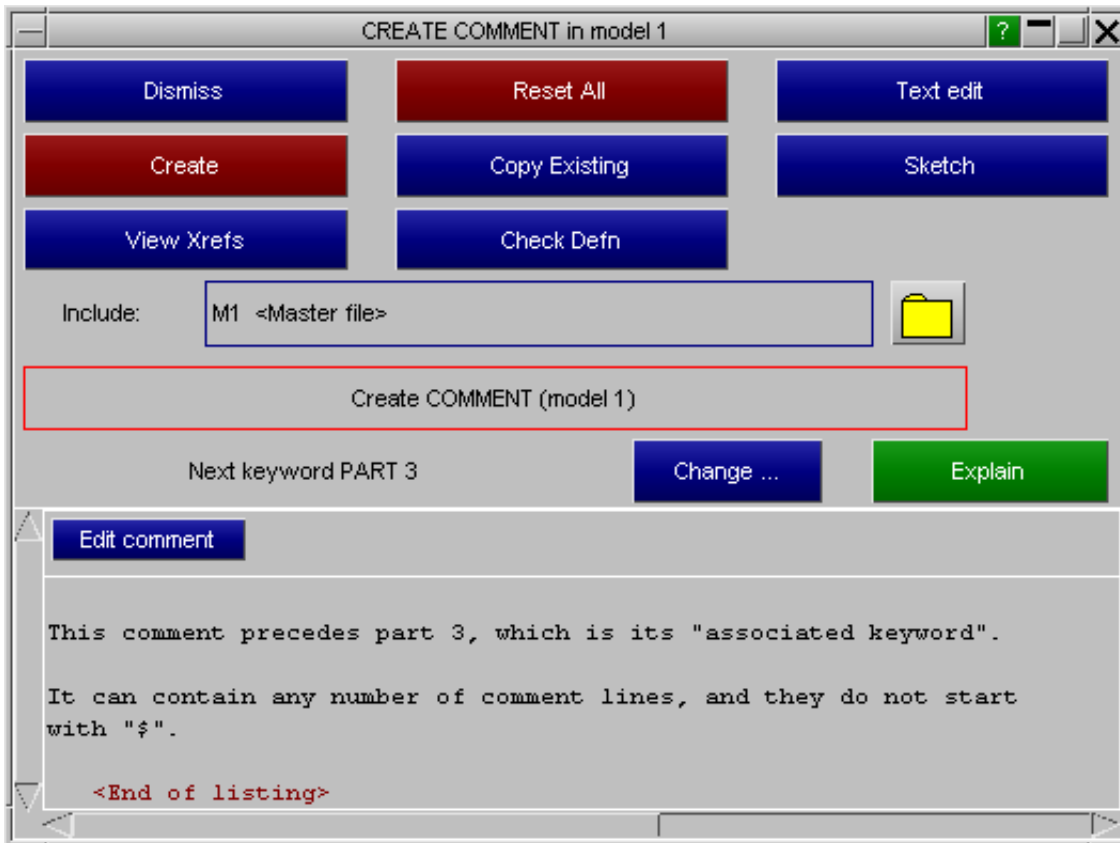 CREATE COMMENT in model 1
?
Dismiss
Reset All
Text edit
Create
Copy Existing
Sketch
View Xrefs
Check Defn
Include:
M1 <Master file>
Create COMMENT (model 1)
Next keyword PART 3
Change ...
Explain
Edit comment
This comment precedes part 3, which is its "associated keyword".
It can contain any number of comment lines, and they do not start
with "$".
<End of listing>